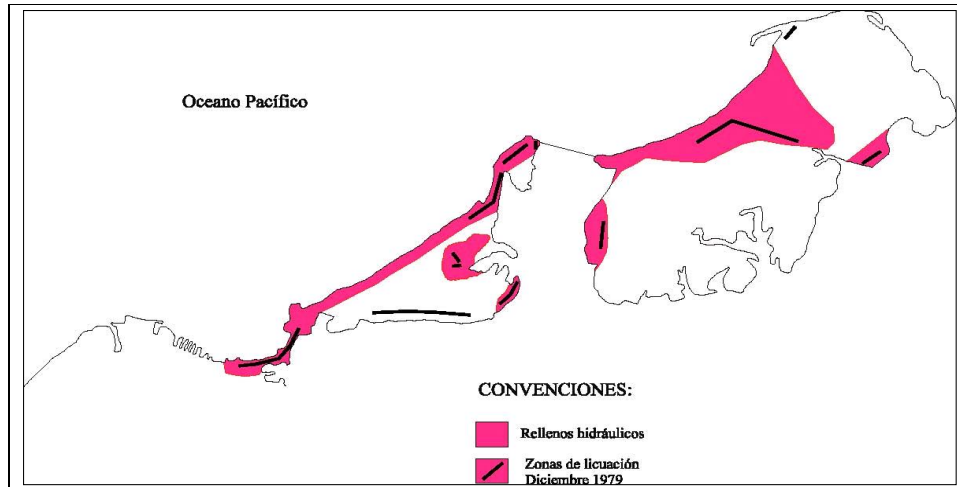 Oceano Pacífico
CONVENCIONES:
Rellenos hidráulicos
Zonas de licuación
Diciembre 1979